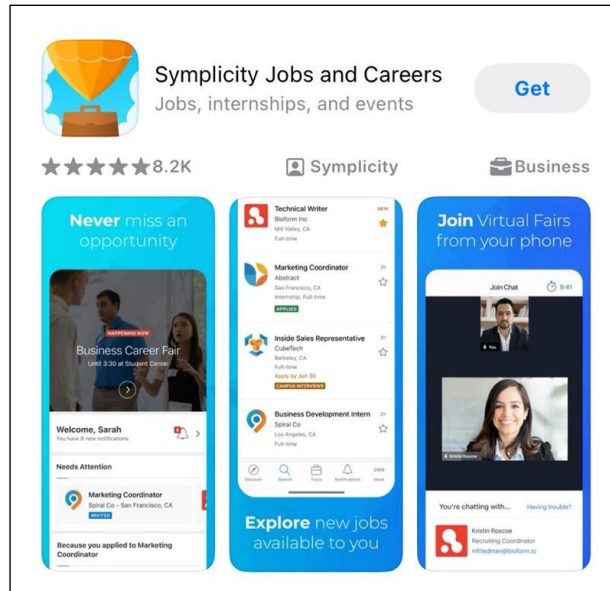 Symplicity Jobs and Careers
Jobs, internships, and events
Get
8.2K
Symplicity
Business
Never miss an
opportunity
HAPPENING NOW
Business Career Fair
Until 3:30 at Student Center
Welcome, Sarah
You have 8 new notifications
Needs Attention
Marketing Coordinator
Spiral Co - San Francisco, CA
INVITED
Because you applied to Marketing
Coordinator
Technical Writer
NEW
Bioform Inc
Mill Valley, CA
Full-time
Marketing Coordinator
Abstract
San Francisco, CA
Internship, Full-time
APPLIED
Inside Sales Representative
CubeTech
Berkeley, CA
Full-time
Apply by Jun 30
CAMPUS INTERVIEWS
Business Development Intern
Spiral Co
Los Angeles, CA
Full-time
Discover
Search
Track
Notifications
More
Explore new jobs
available to you
Join Virtual Fairs
from your phone
Join Chat
9:41
Kristin Roscoe
You're chatting with...
Having trouble?
Kristin Roscoe
Recruiting Coordinator
mfriedman@bioform.io